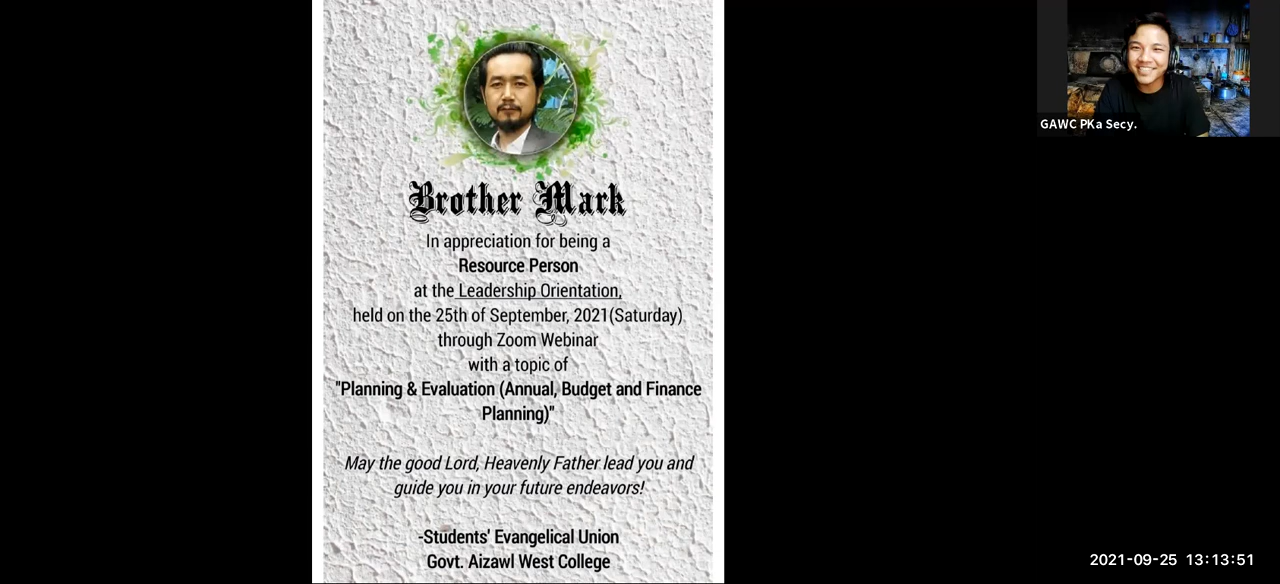 Brother Mark
In appreciation for being a
Resource Person
at the Leadership Orientation,
held on the 25th of September, 2021(Saturday)
through Zoom Webinar
with a topic of
"Planning & Evaluation (Annual, Budget and Finance
Planning)"
May the good Lord, Heavenly Father lead you and
guide you in your future endeavors!
-Students' Evangelical Union
Govt. Aizawl West College
GAWC PKa Secy.
2021-09-25 13:13:51